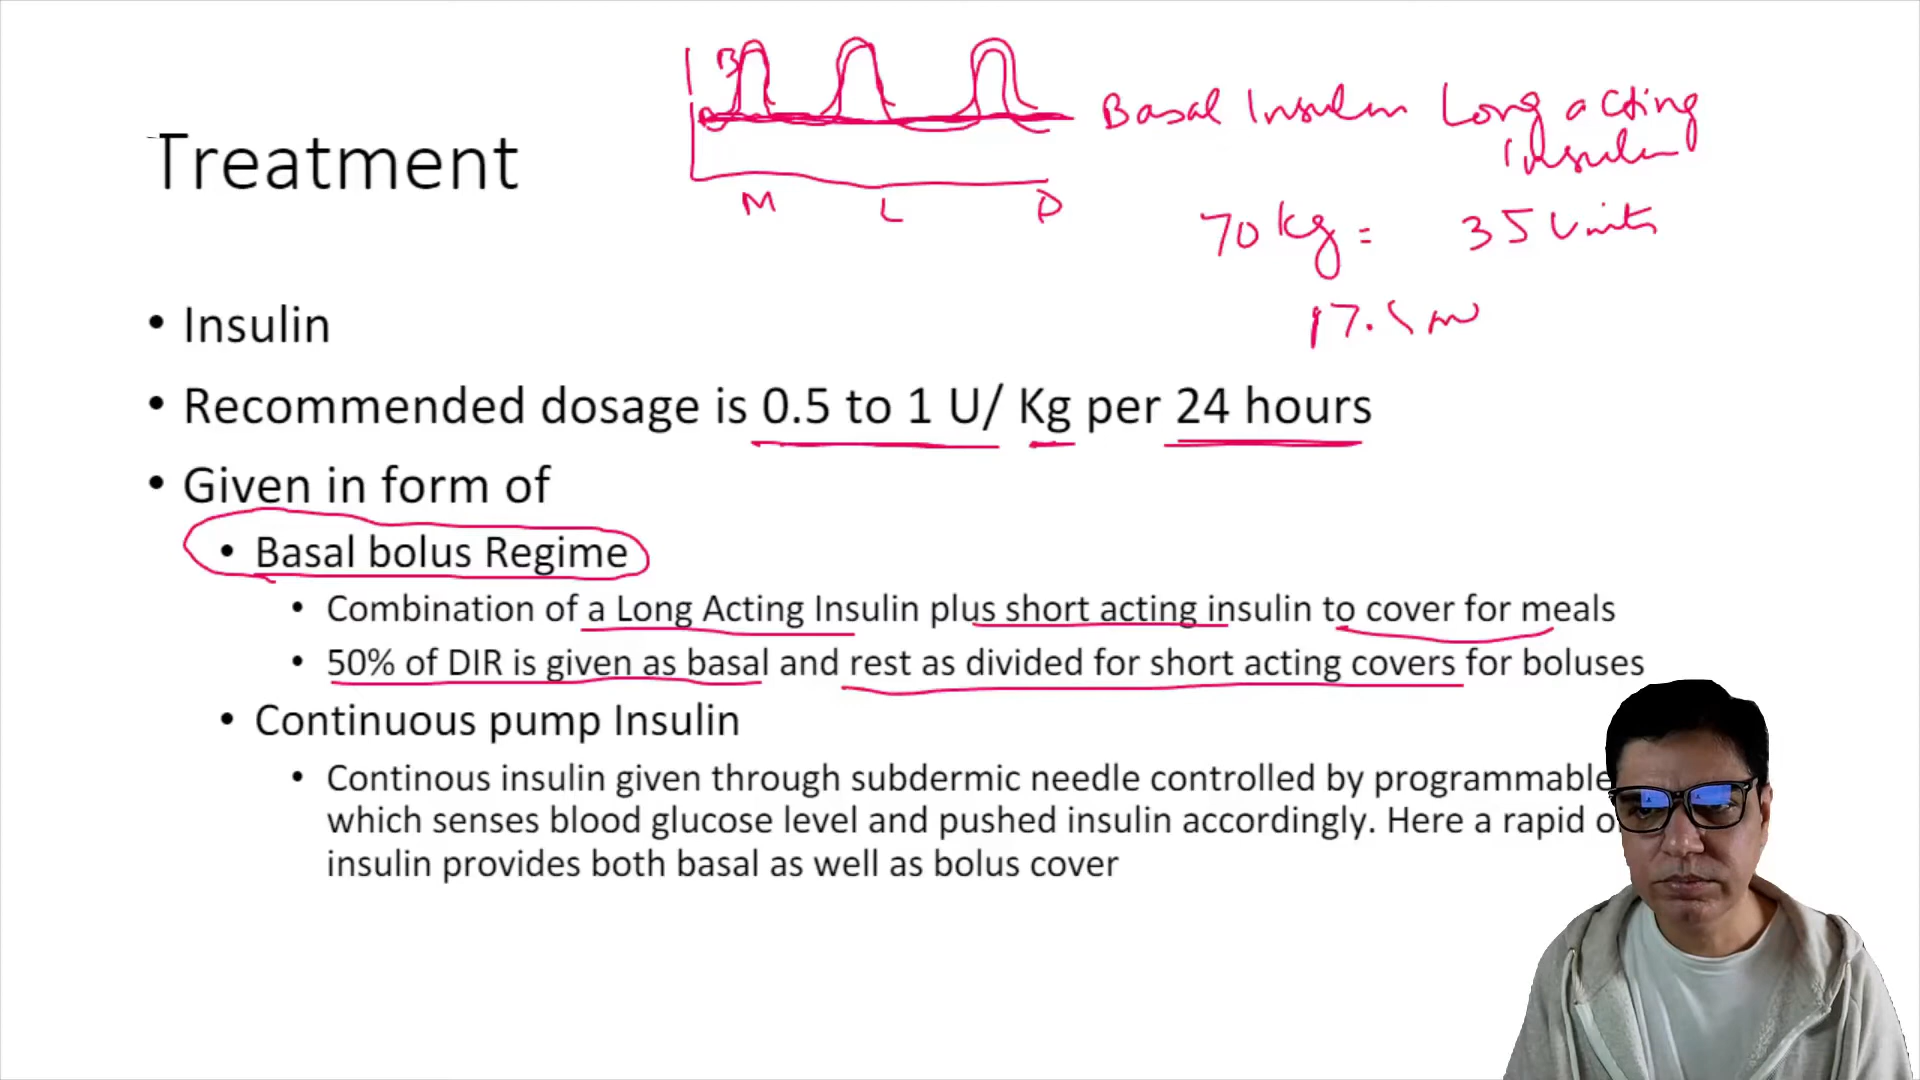 B
Basal Insulin Long acting
Insulin
M L D
70 kg = 35 Units
17.5
Treatment
• Insulin
• Recommended dosage is 0.5 to 1 U/ Kg per 24 hours
• Given in form of
• Basal bolus Regime
• Combination of a Long Acting Insulin plus short acting insulin to cover for meals
• 50% of DIR is given as basal and rest as divided for short acting covers for boluses
• Continuous pump Insulin
• Continous insulin given through subdermic needle controlled by programmable
which senses blood glucose level and pushed insulin accordingly. Here a rapid
insulin provides both basal as well as bolus cover